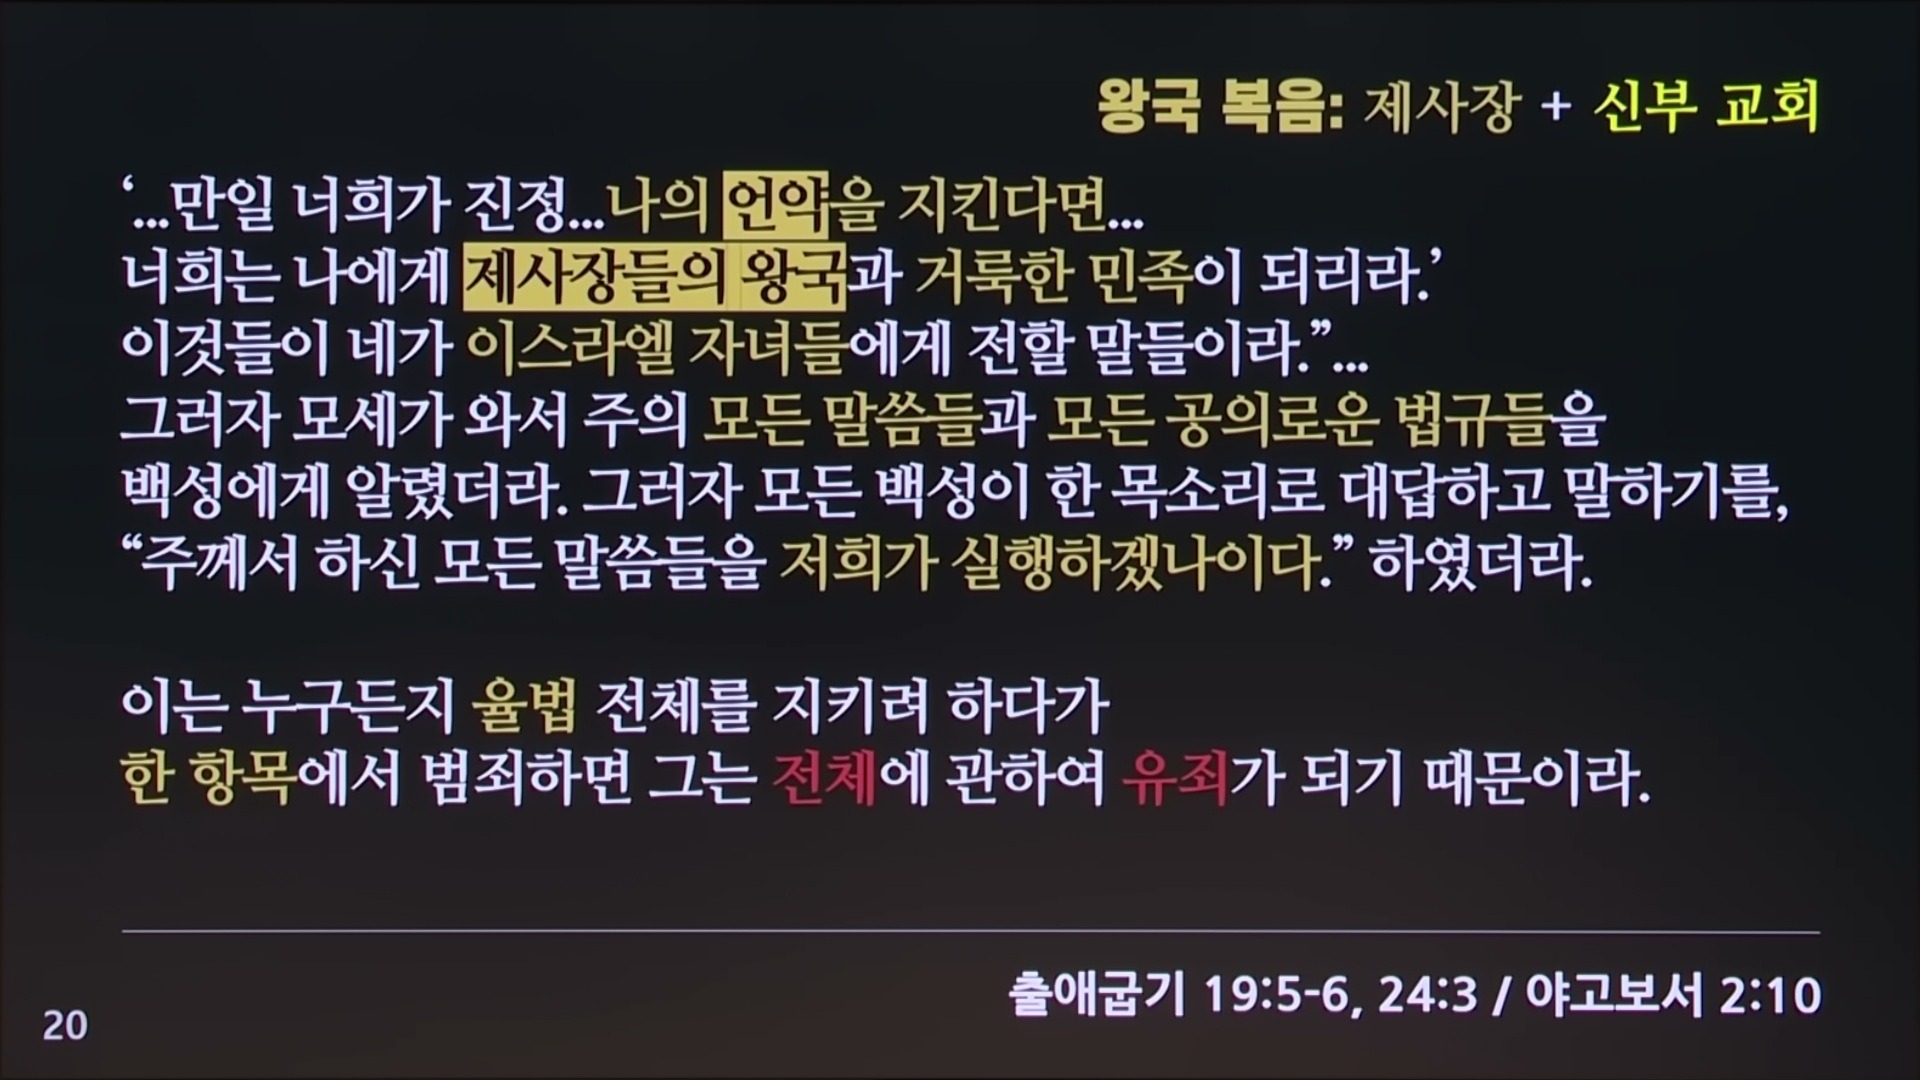 왕국 복음: 제사장 + 신부 교회
‘...만일 너희가 진정...나의 언약을 지킨다면...
너희는 나에게 제사장들의 왕국과 거룩한 민족이 되리라.’
이것들이 네가 이스라엘 자녀들에게 전할 말들이라.”...
그러자 모세가 와서 주의 모든 말씀들과 모든 공의로운 법규들을
백성에게 알렸더라. 그러자 모든 백성이 한 목소리로 대답하고 말하기를,
“주께서 하신 모든 말씀들을 저희가 실행하겠나이다.” 하였더라.
이는 누구든지 율법 전체를 지키려 하다가
한 항목에서 범죄하면 그는 전체에 관하여 유죄가 되기 때문이라.
출애굽기 19:5-6, 24:3 / 야고보서 2:10
20